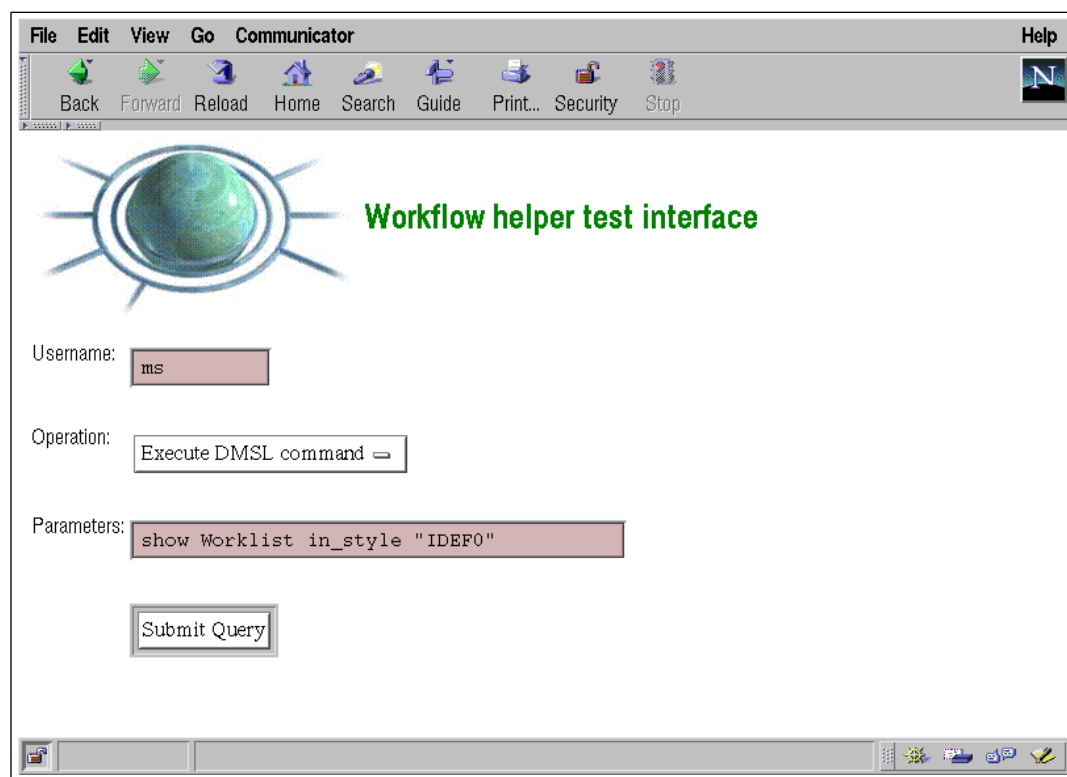 File Edit View Go Communicator Help
Back Forward Reload Home Search Guide Print... Security Stop
N
Workflow helper test interface
Username: ms
Operation: Execute DMSL command
Parameters: show Worklist in_style "IDEF0"
Submit Query